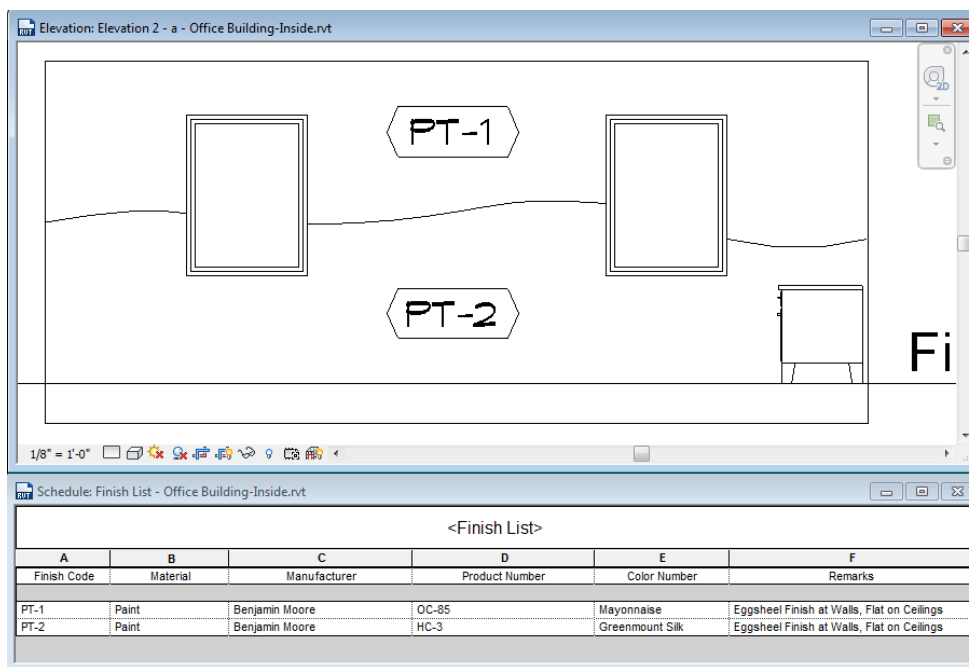 Elevation: Elevation 2 - a - Office Building-Inside.rvt
2D
PT-1
PT-2
Fi
1/8" = 1'-0"
Schedule: Finish List - Office Building-Inside.rvt
<Finish List>
A B C D E F
Finish Code Material Manufacturer Product Number Color Number Remarks
PT-1 Paint Benjamin Moore OC-85 Mayonnaise Eggsheel Finish at Walls, Flat on Ceilings
PT-2 Paint Benjamin Moore HC-3 Greenmount Silk Eggsheel Finish at Walls, Flat on Ceilings